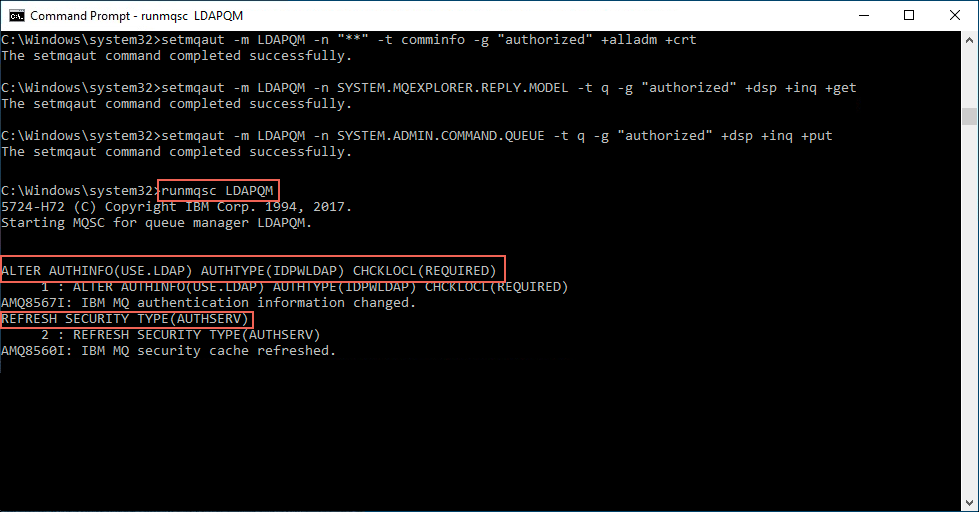 Command Prompt - runmqsc  LDAPQM
C:\Windows\system32>setmqaut -m LDAPQM -n "**" -t comminfo -g "authorized" +alladm +crt
The setmqaut command completed successfully.
C:\Windows\system32>setmqaut -m LDAPQM -n SYSTEM.MQEXPLORER.REPLY.MODEL -t q -g "authorized" +dsp +inq +get
The setmqaut command completed successfully.
C:\Windows\system32>setmqaut -m LDAPQM -n SYSTEM.ADMIN.COMMAND.QUEUE -t q -g "authorized" +dsp +inq +put
The setmqaut command completed successfully.
C:\Windows\system32>runmqsc LDAPQM
5724-H72 (C) Copyright IBM Corp. 1994, 2017.
Starting MQSC for queue manager LDAPQM.
ALTER AUTHINFO(USE.LDAP) AUTHTYPE(IDPWLDAP) CHCKLOCL(REQUIRED)
1 : ALTER AUTHINFO(USE.LDAP) AUTHTYPE(IDPWLDAP) CHCKLOCL(REQUIRED)
AMQ8567I: IBM MQ authentication information changed.
REFRESH SECURITY TYPE(AUTHSERV)
2 : REFRESH SECURITY TYPE(AUTHSERV)
AMQ8560I: IBM MQ security cache refreshed.